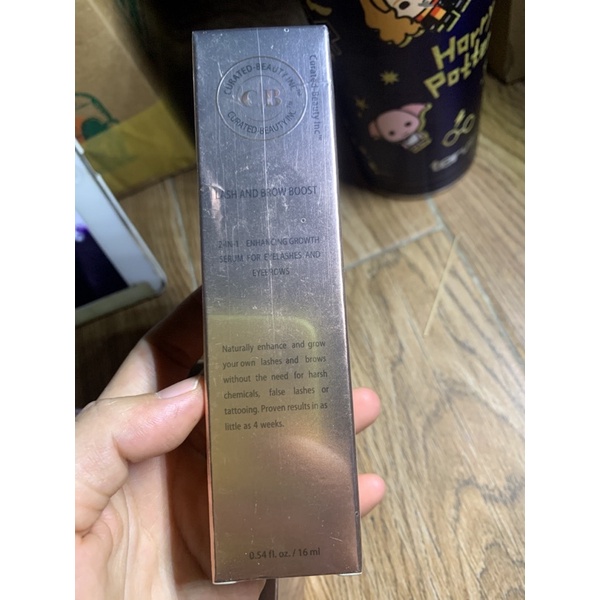 CURATED-BEAUTY INC™
CB
CURATED-BEAUTY INC
Curated-Beauty Inc™
LASH AND BROW BOOST
2-IN-1 ENHANCING GROWTH
SERUM FOR EYELASHES AND
EYEBROWS
Naturally enhance and grow
your own lashes and brows
without the need for harsh
chemicals, false lashes or
tattooing. Proven results in as
little as 4 weeks.
0.54 fl. oz. / 16 ml
Harry
Potter